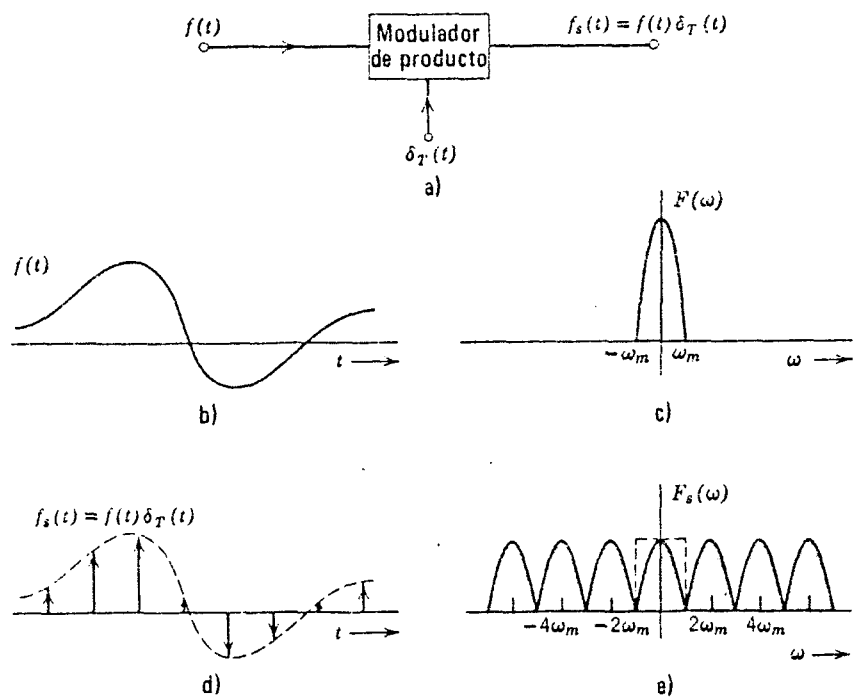 f(t)
Modulador
de producto
f_s(t) = f(t) δ_T(t)
δ_T(t)
a)
f(t)
t
b)
F(ω)
−ω_m
ω_m
ω
c)
f_s(t) = f(t) δ_T(t)
t
d)
F_s(ω)
−4ω_m
−2ω_m
2ω_m
4ω_m
ω
e)